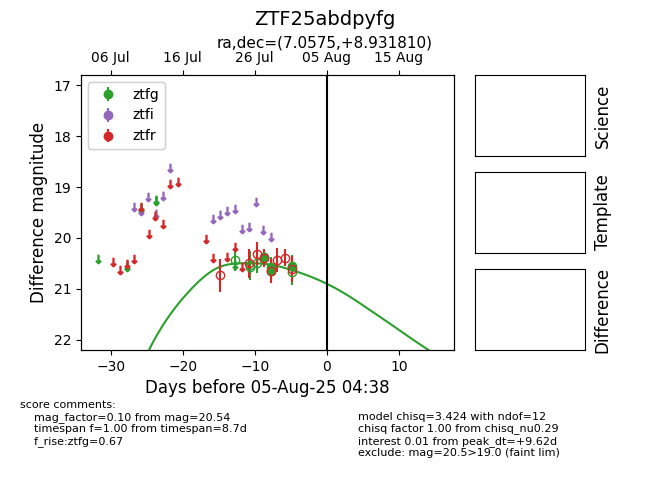 ZTF25abdpyfg
ra,dec=(7.0575,+8.931810)
06 Jul 16 Jul 26 Jul 05 Aug 15 Aug
17
18
19
20
21
22
Difference magnitude
ztfg
ztfi
ztfr
−30 −20 −10 0 10
Days before 05-Aug-25 04:38
Science
Template
Difference
score comments:
mag_factor=0.10 from mag=20.54
timespan f=1.00 from timespan=8.7d
f_rise:ztfg=0.67
model chisq=3.424 with ndof=12
chisq factor 1.00 from chisq_nu0.29
interest 0.01 from peak_dt=+9.62d
exclude: mag=20.5>19.0 (faint lim)